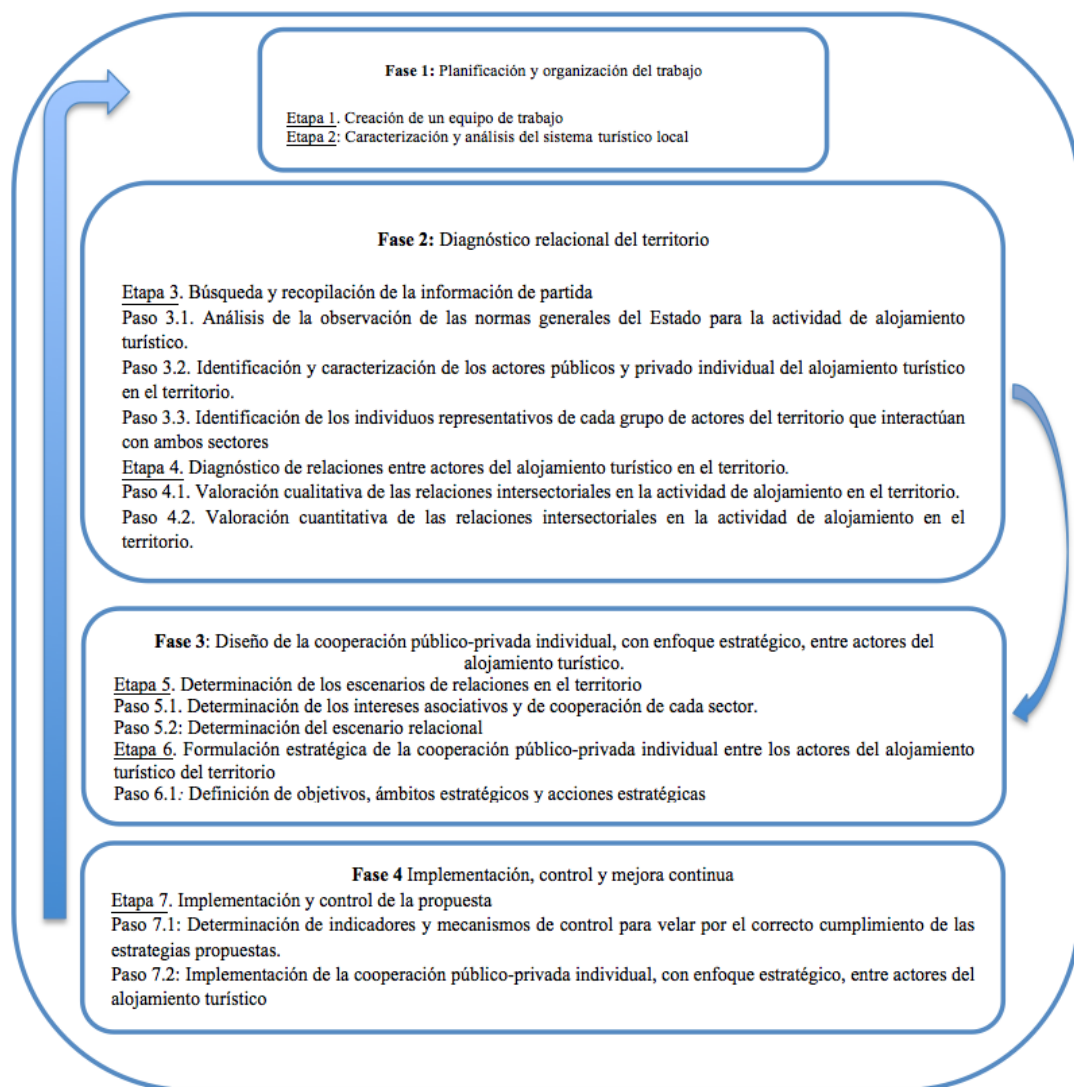 Fase 1: Planificación y organización del trabajo
Etapa 1. Creación de un equipo de trabajo
Etapa 2: Caracterización y análisis del sistema turístico local
Fase 2: Diagnóstico relacional del territorio
Etapa 3. Búsqueda y recopilación de la información de partida
Paso 3.1. Análisis de la observación de las normas generales del Estado para la actividad de alojamiento
turístico.
Paso 3.2. Identificación y caracterización de los actores públicos y privado individual del alojamiento turístico
en el territorio.
Paso 3.3. Identificación de los individuos representativos de cada grupo de actores del territorio que interactúan
con ambos sectores
Etapa 4. Diagnóstico de relaciones entre actores del alojamiento turístico en el territorio.
Paso 4.1. Valoración cualitativa de las relaciones intersectoriales en la actividad de alojamiento en el territorio.
Paso 4.2. Valoración cuantitativa de las relaciones intersectoriales en la actividad de alojamiento en el
territorio.
Fase 3: Diseño de la cooperación público-privada individual, con enfoque estratégico, entre actores del
alojamiento turístico.
Etapa 5. Determinación de los escenarios de relaciones en el territorio
Paso 5.1. Determinación de los intereses asociativos y de cooperación de cada sector.
Paso 5.2: Determinación del escenario relacional
Etapa 6. Formulación estratégica de la cooperación público-privada individual entre los actores del alojamiento
turístico del territorio
Paso 6.1: Definición de objetivos, ámbitos estratégicos y acciones estratégicas
Fase 4 Implementación, control y mejora continua
Etapa 7. Implementación y control de la propuesta
Paso 7.1: Determinación de indicadores y mecanismos de control para velar por el correcto cumplimiento de las
estrategias propuestas.
Paso 7.2: Implementación de la cooperación público-privada individual, con enfoque estratégico, entre actores del
alojamiento turístico